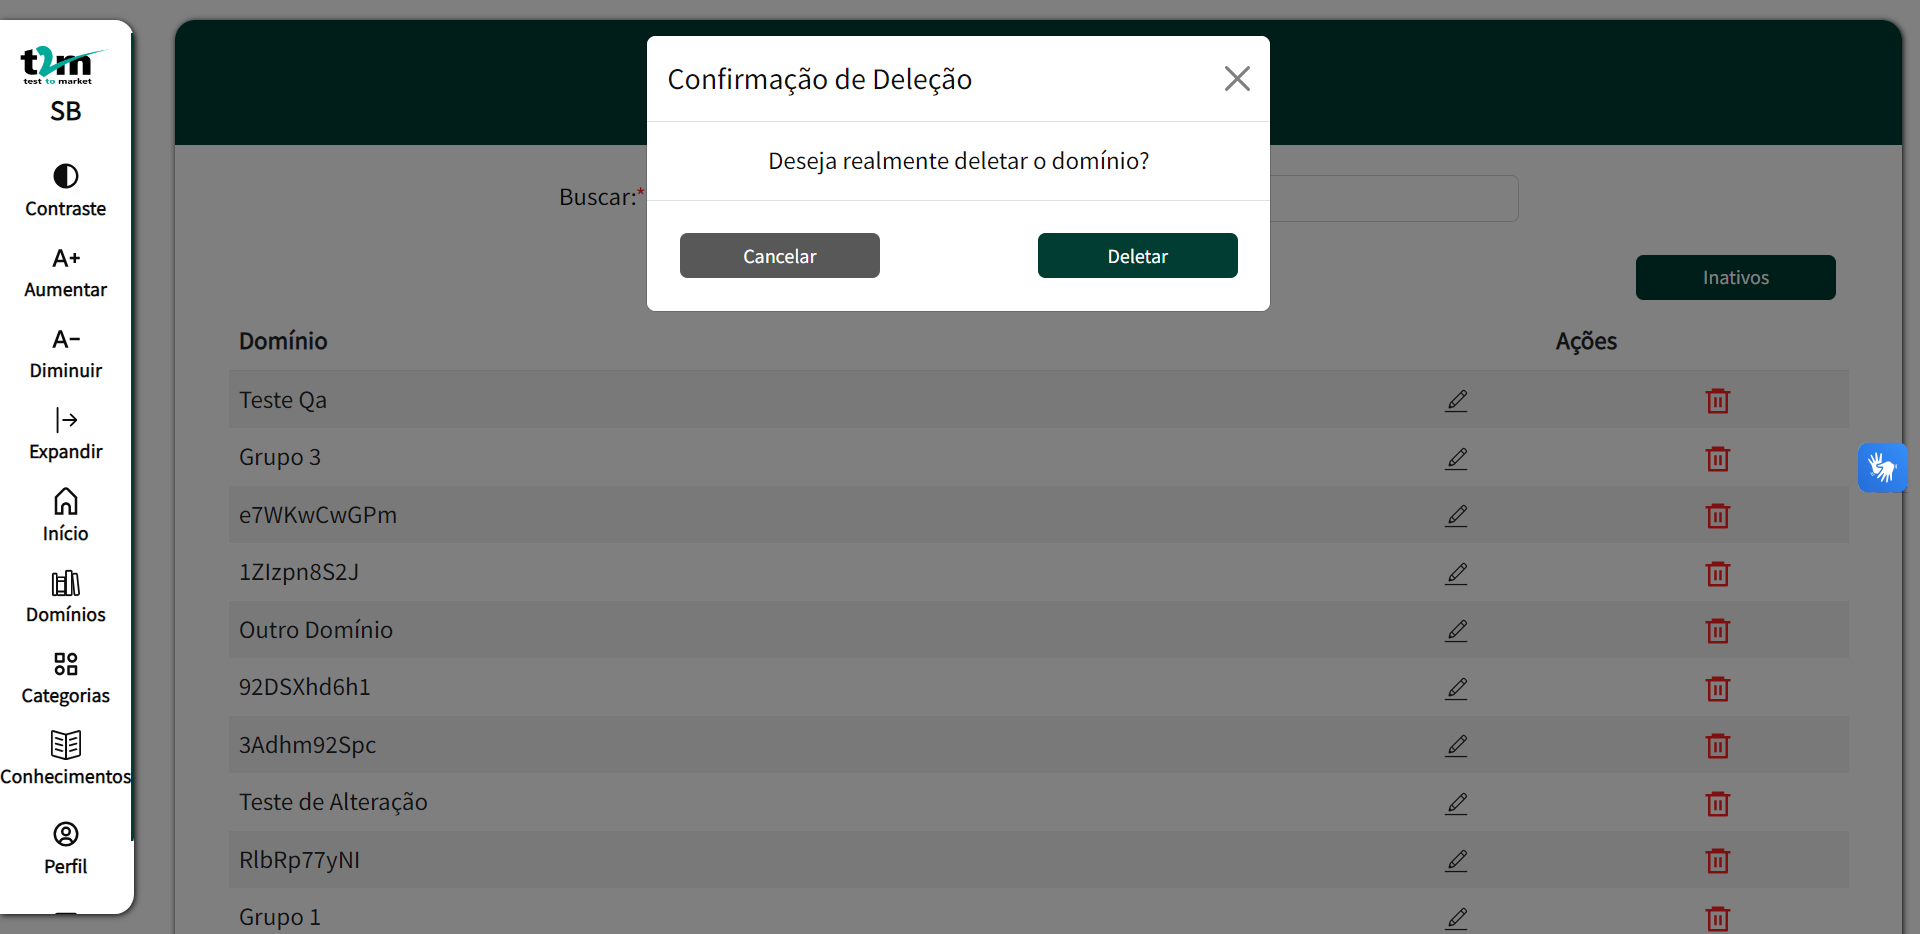 t2m
test to market
SB
Contraste
A+
Aumentar
A-
Diminuir
Expandir
Início
Domínios
Categorias
Conhecimentos
Perfil
Confirmação de Deleção
Deseja realmente deletar o domínio?
Cancelar
Deletar
Buscar:*
Inativos
Domínio
Ações
Teste Qa
Grupo 3
e7WKwCwGPm
1ZIzpn8S2J
Outro Domínio
92DSXhd6h1
3Adhm92Spc
Teste de Alteração
RlbRp77yNI
Grupo 1